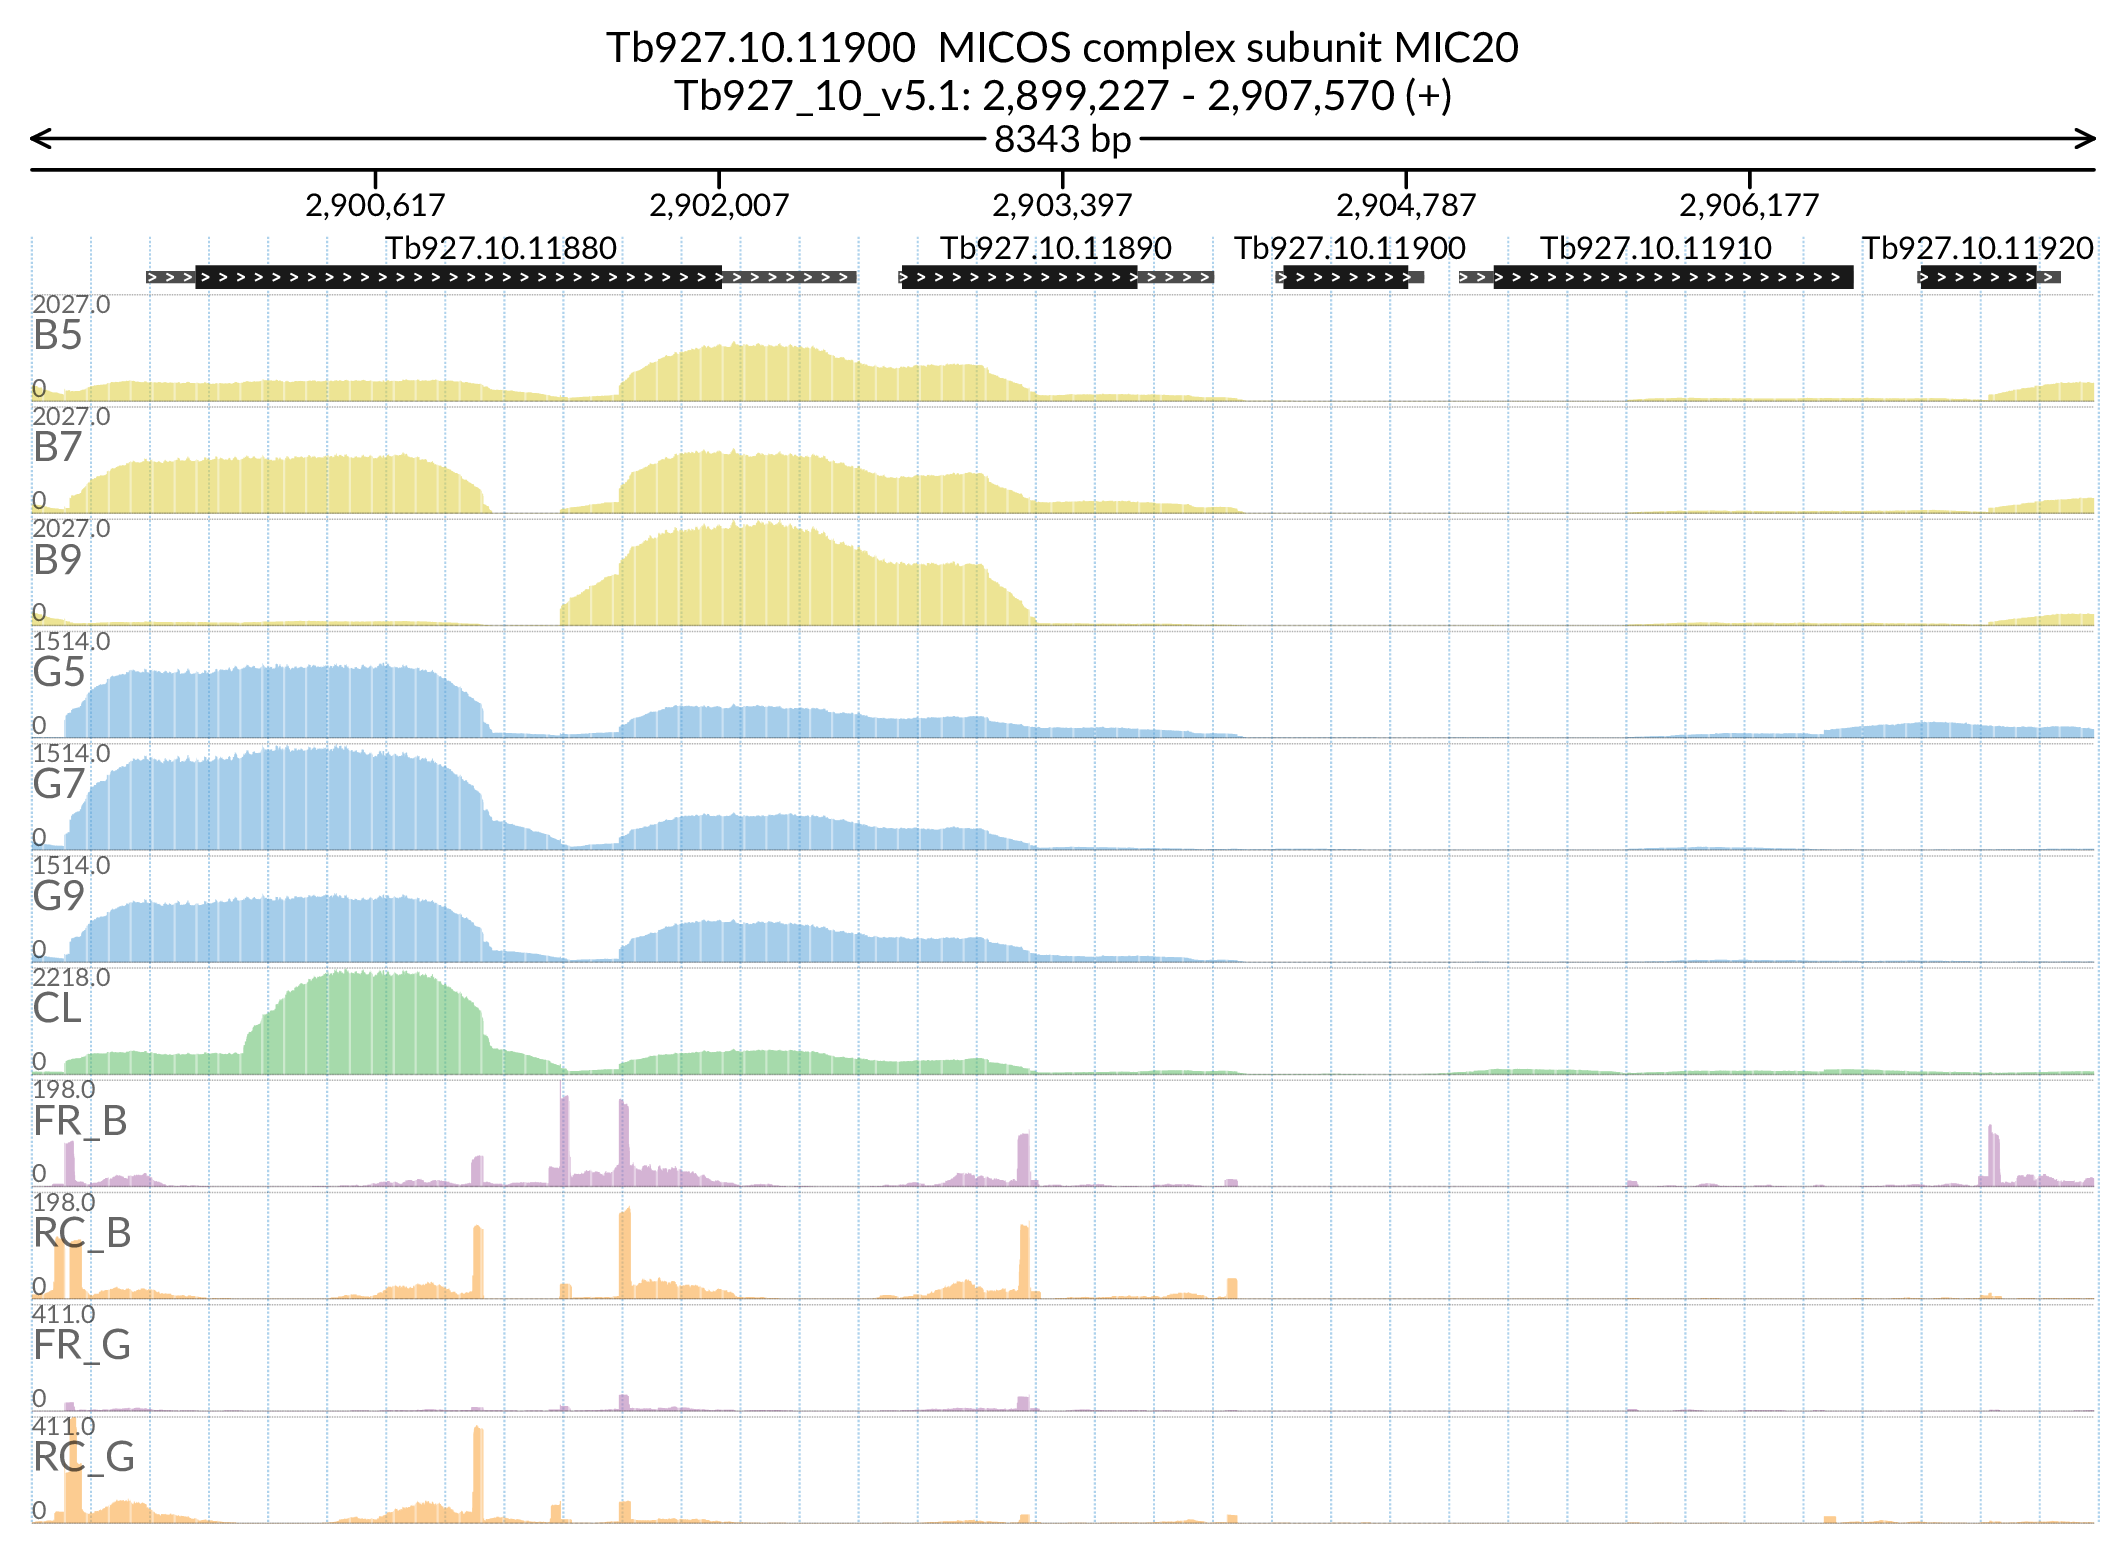 Tb927.10.11900  MICOS complex subunit MIC20
Tb927_10_v5.1: 2,899,227 - 2,907,570 (+)
8343 bp
2,900,617 2,902,007 2,903,397 2,904,787 2,906,177
Tb927.10.11880 Tb927.10.11890 Tb927.10.11900 Tb927.10.11910 Tb927.10.11920
2027.0
B5
0
2027.0
B7
0
2027.0
B9
0
1514.0
G5
0
1514.0
G7
0
1514.0
G9
0
2218.0
CL
0
198.0
FR_B
0
198.0
RC_B
0
411.0
FR_G
0
411.0
RC_G
0